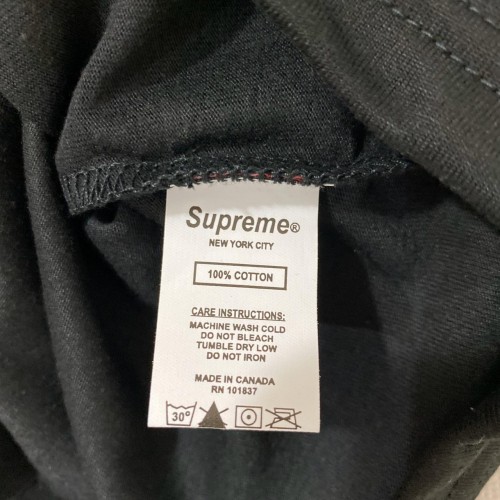 Supreme®
NEW YORK CITY
100% COTTON
CARE INSTRUCTIONS:
MACHINE WASH COLD
DO NOT BLEACH
TUMBLE DRY LOW
DO NOT IRON
MADE IN CANADA
RN 101837
30°